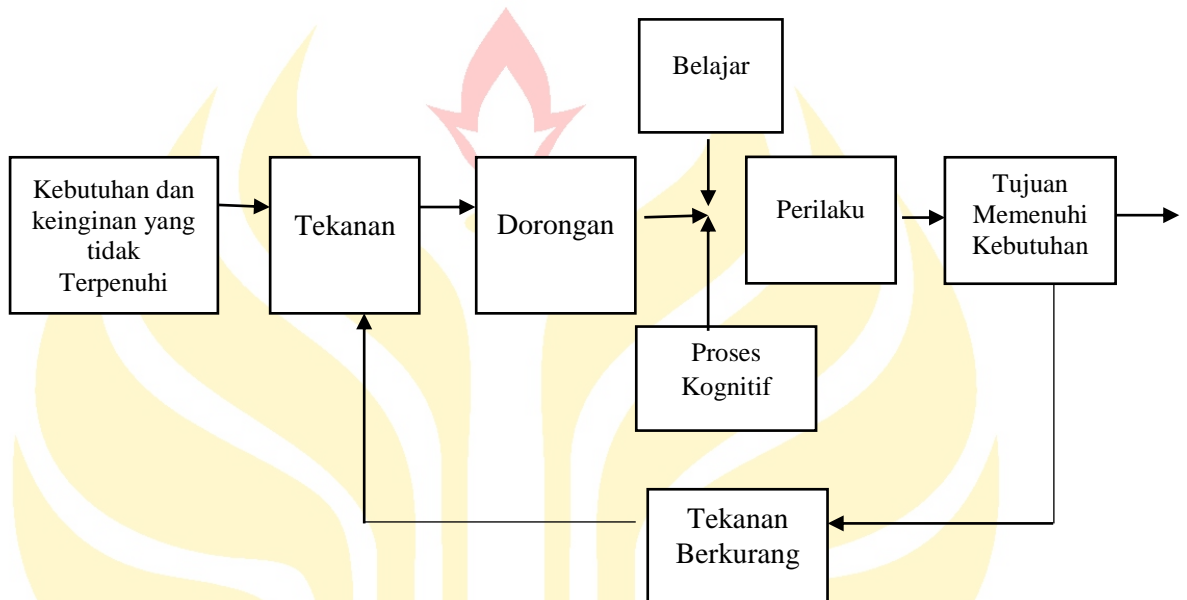 Belajar
Kebutuhan dan
keinginan yang
tidak
Terpenuhi
Tekanan
Dorongan
Perilaku
Tujuan
Memenuhi
Kebutuhan
Proses
Kognitif
Tekanan
Berkurang